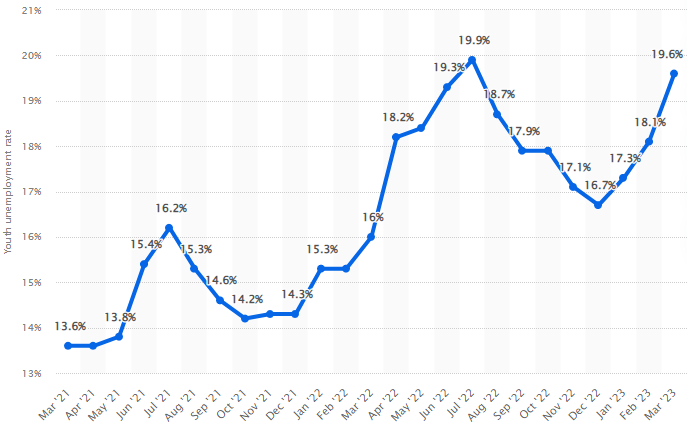 21%
20%
19%
18%
17%
16%
15%
14%
13%
Youth unemployment rate
13.6%
13.8%
15.4%
16.2%
15.3%
14.6%
14.2%
14.3%
15.3%
16%
18.2%
19.3%
19.9%
18.7%
17.9%
17.1%
16.7%
17.3%
18.1%
19.6%
Mar '21
Apr '21
May '21
Jun '21
Jul '21
Aug '21
Sep '21
Oct '21
Nov '21
Dec '21
Jan '22
Feb '22
Mar '22
Apr '22
May '22
Jun '22
Jul '22
Aug '22
Sep '22
Oct '22
Nov '22
Dec '22
Jan '23
Feb '23
Mar '23